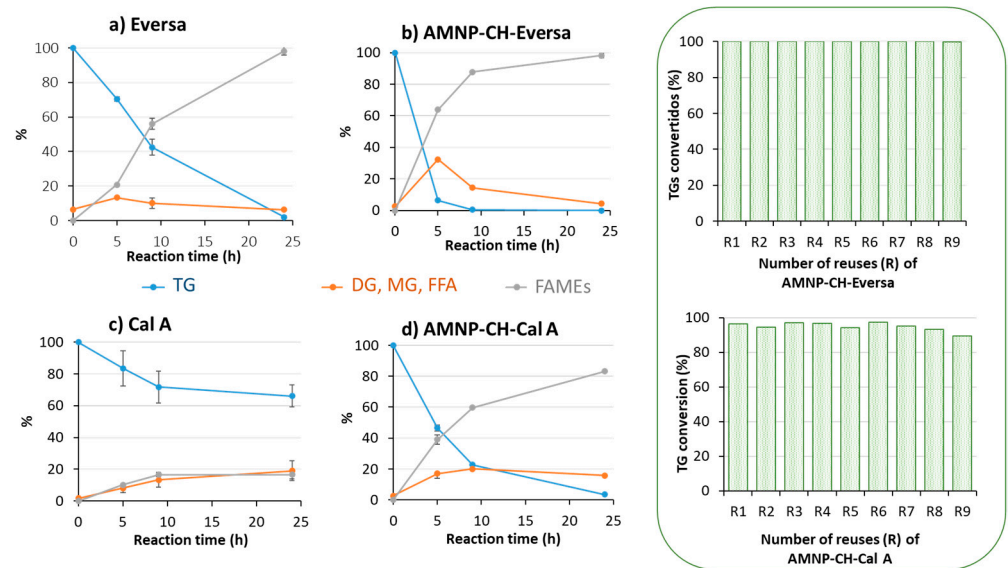 a) Eversa
100
80
60
40
20
0
%
0 5 10 15 20 25
Reaction time (h)
b) AMNP-CH-Eversa
100
80
60
40
20
0
%
0 5 10 15 20 25
Reaction time (h)
TG
DG, MG, FFA
FAMEs
c) Cal A
100
80
60
40
20
0
%
0 5 10 15 20 25
Reaction time (h)
d) AMNP-CH-Cal A
100
80
60
40
20
0
%
0 5 10 15 20 25
Reaction time (h)
TGs convertidos (%)
100
80
60
40
20
0
R1 R2 R3 R4 R5 R6 R7 R8 R9
Number of reuses (R) of
AMNP-CH-Eversa
TG conversion (%)
100
80
60
40
20
0
R1 R2 R3 R4 R5 R6 R7 R8 R9
Number of reuses (R) of
AMNP-CH-Cal A